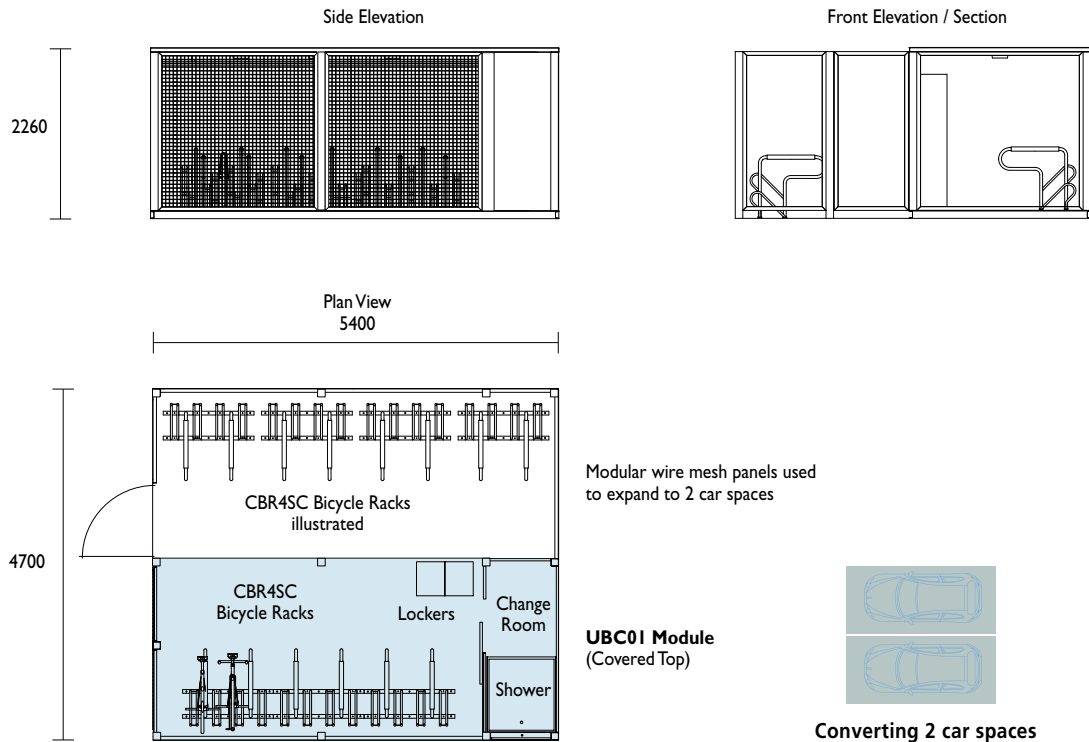 Side Elevation
Front Elevation / Section
2260
Plan View
5400
CBR4SC Bicycle Racks
illustrated
Modular wire mesh panels used
to expand to 2 car spaces
4700
CBR4SC
Bicycle Racks
Lockers
Change
Room
UBC01 Module
(Covered Top)
Shower
Converting 2 car spaces